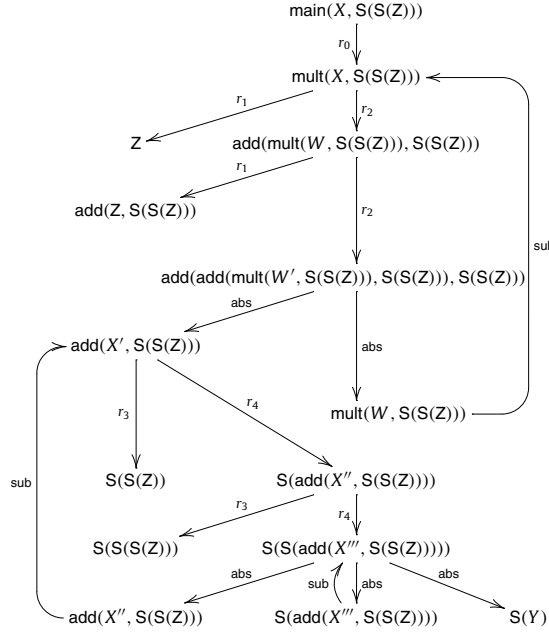 main(X, S(S(Z)))
r0
mult(X, S(S(Z)))
r1
r2
Z
add(mult(W, S(S(Z))), S(S(Z)))
r1
add(Z, S(S(Z)))
r2
sub
add(add(mult(W′, S(S(Z))), S(S(Z))), S(S(Z)))
abs
add(X′, S(S(Z)))
abs
r3
r4
mult(W, S(S(Z)))
sub
S(S(Z))
S(add(X″, S(S(Z))))
r3
r4
S(S(S(Z)))
S(S(add(X‴, S(S(Z)))))
abs
sub
abs
abs
add(X″, S(S(Z)))
S(add(X‴, S(S(Z))))
S(Y)